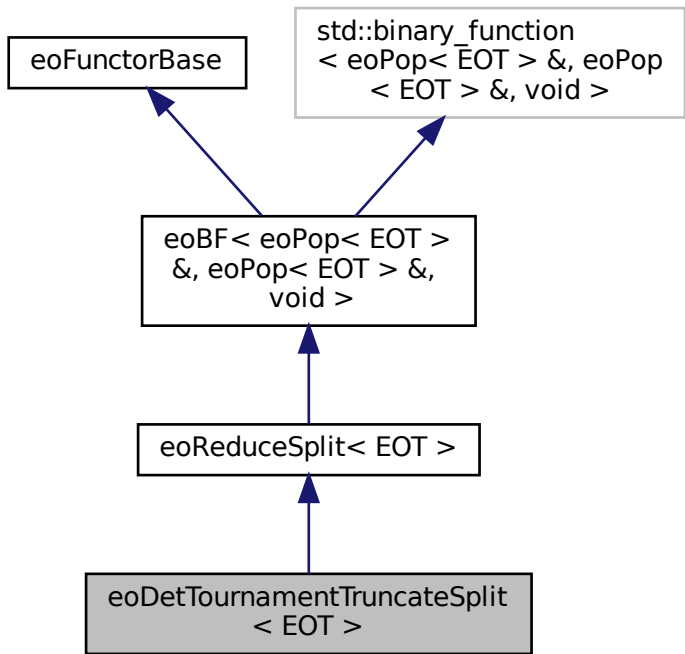 eoFunctorBase
std::binary_function
< eoPop< EOT > &, eoPop
< EOT > &, void >
eoBF< eoPop< EOT >
&, eoPop< EOT > &,
void >
eoReduceSplit< EOT >
eoDetTournamentTruncateSplit
< EOT >